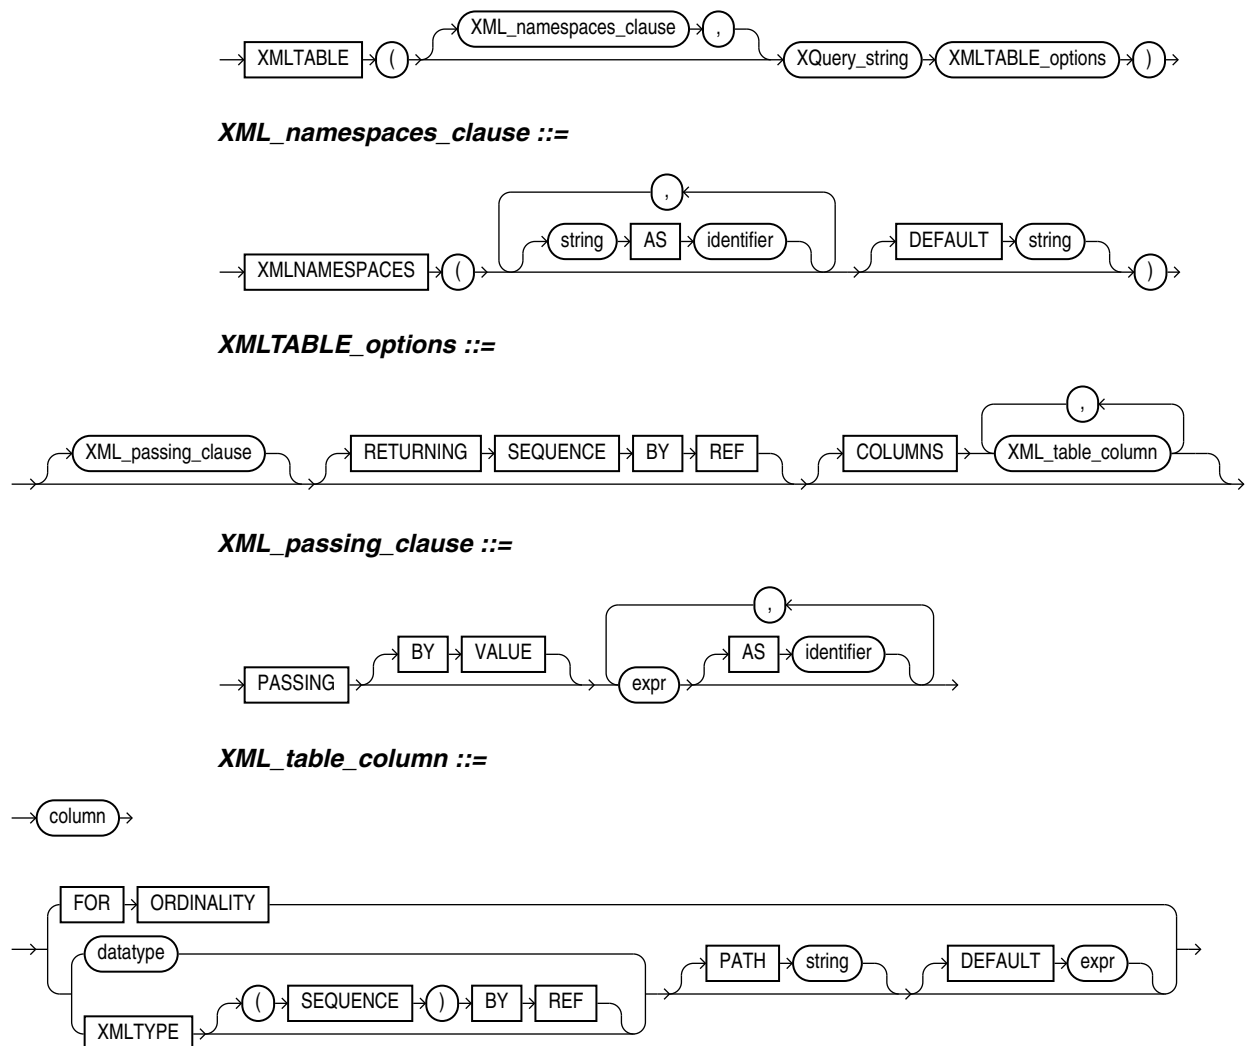 XML_namespaces_clause ,
XMLTABLE ( XQuery_string XMLTABLE_options )
XML_namespaces_clause ::=
,
string AS identifier DEFAULT string
XMLNAMESPACES ( )
XMLTABLE_options ::=
,
XML_passing_clause RETURNING SEQUENCE BY REF COLUMNS XML_table_column
XML_passing_clause ::=
,
BY VALUE AS identifier
PASSING expr
XML_table_column ::=
column
FOR ORDINALITY
datatype PATH string DEFAULT expr
( SEQUENCE ) BY REF
XMLTYPE